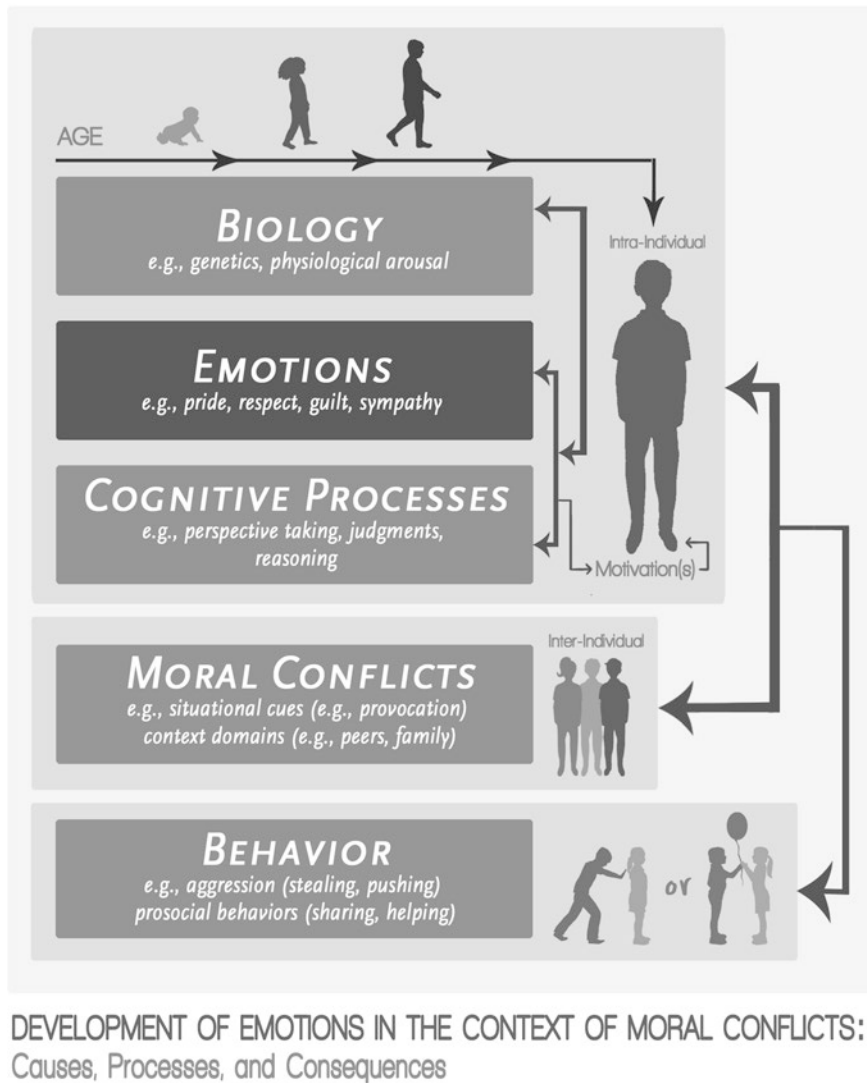 AGE
BIOLOGY
e.g., genetics, physiological arousal
Intra-Individual
EMOTIONS
e.g., pride, respect, guilt, sympathy
COGNITIVE PROCESSES
e.g., perspective taking, judgments,
reasoning
Motivation(s)
MORAL CONFLICTS
e.g., situational cues (e.g., provocation)
context domains (e.g., peers, family)
Inter-Individual
BEHAVIOR
e.g., aggression (stealing, pushing)
prosocial behaviors (sharing, helping)
or
DEVELOPMENT OF EMOTIONS IN THE CONTEXT OF MORAL CONFLICTS:
Causes, Processes, and Consequences